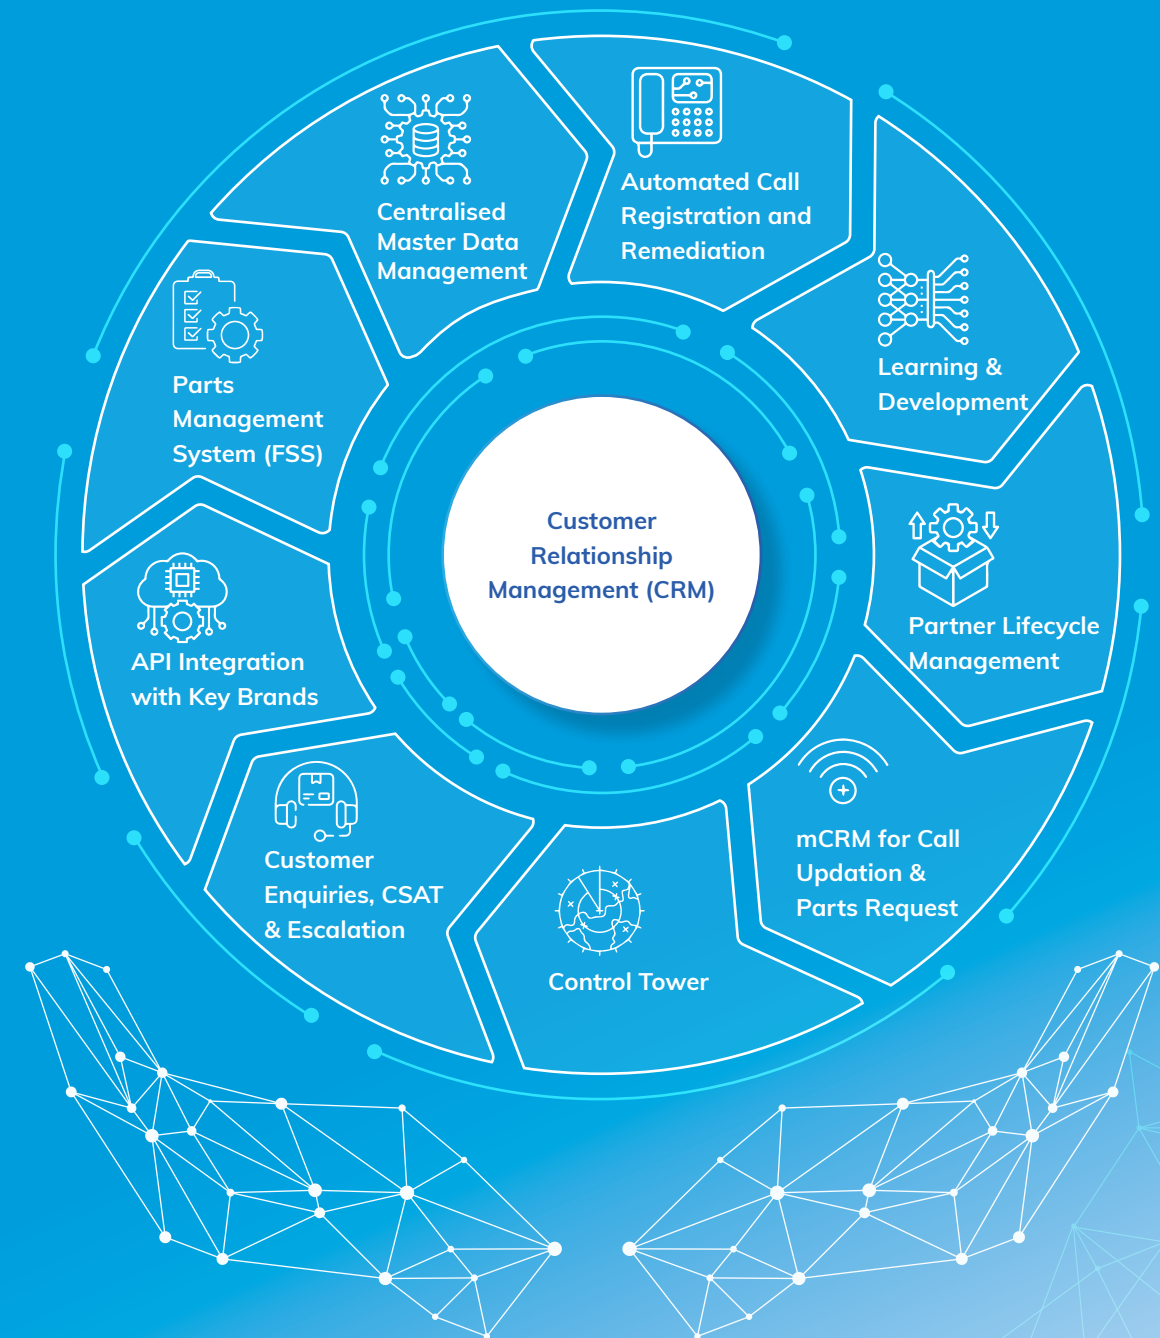 Centralised
Master Data
Management
Automated Call
Registration and
Remediation
Learning &
Development
Partner Lifecycle
Management
mCRM for Call
Updation &
Parts Request
Control Tower
Customer
Enquiries, CSAT
& Escalation
API Integration
with Key Brands
Parts
Management
System (FSS)
Customer
Relationship
Management (CRM)